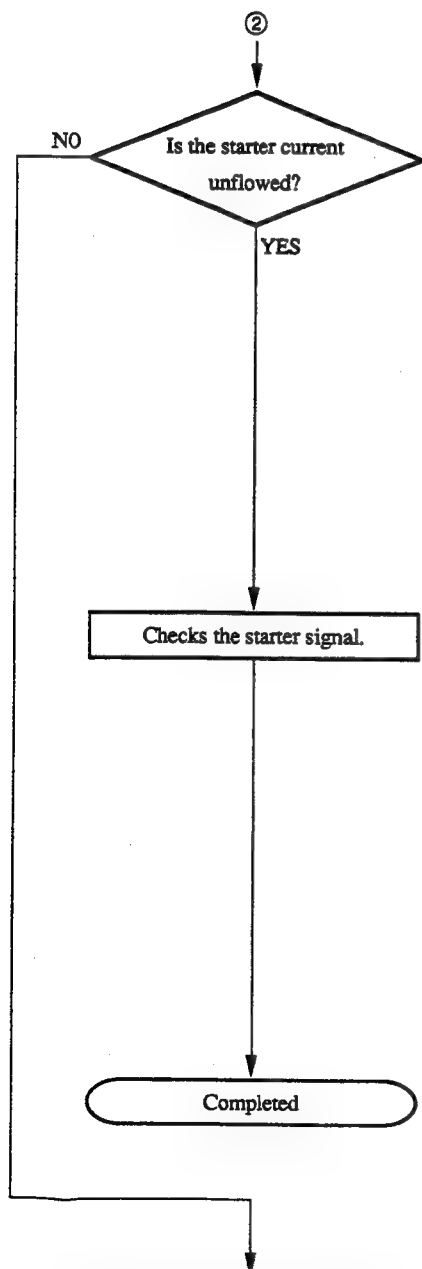 ②
Is the starter current
unflowed?
NO
YES
Checks the starter signal.
Completed